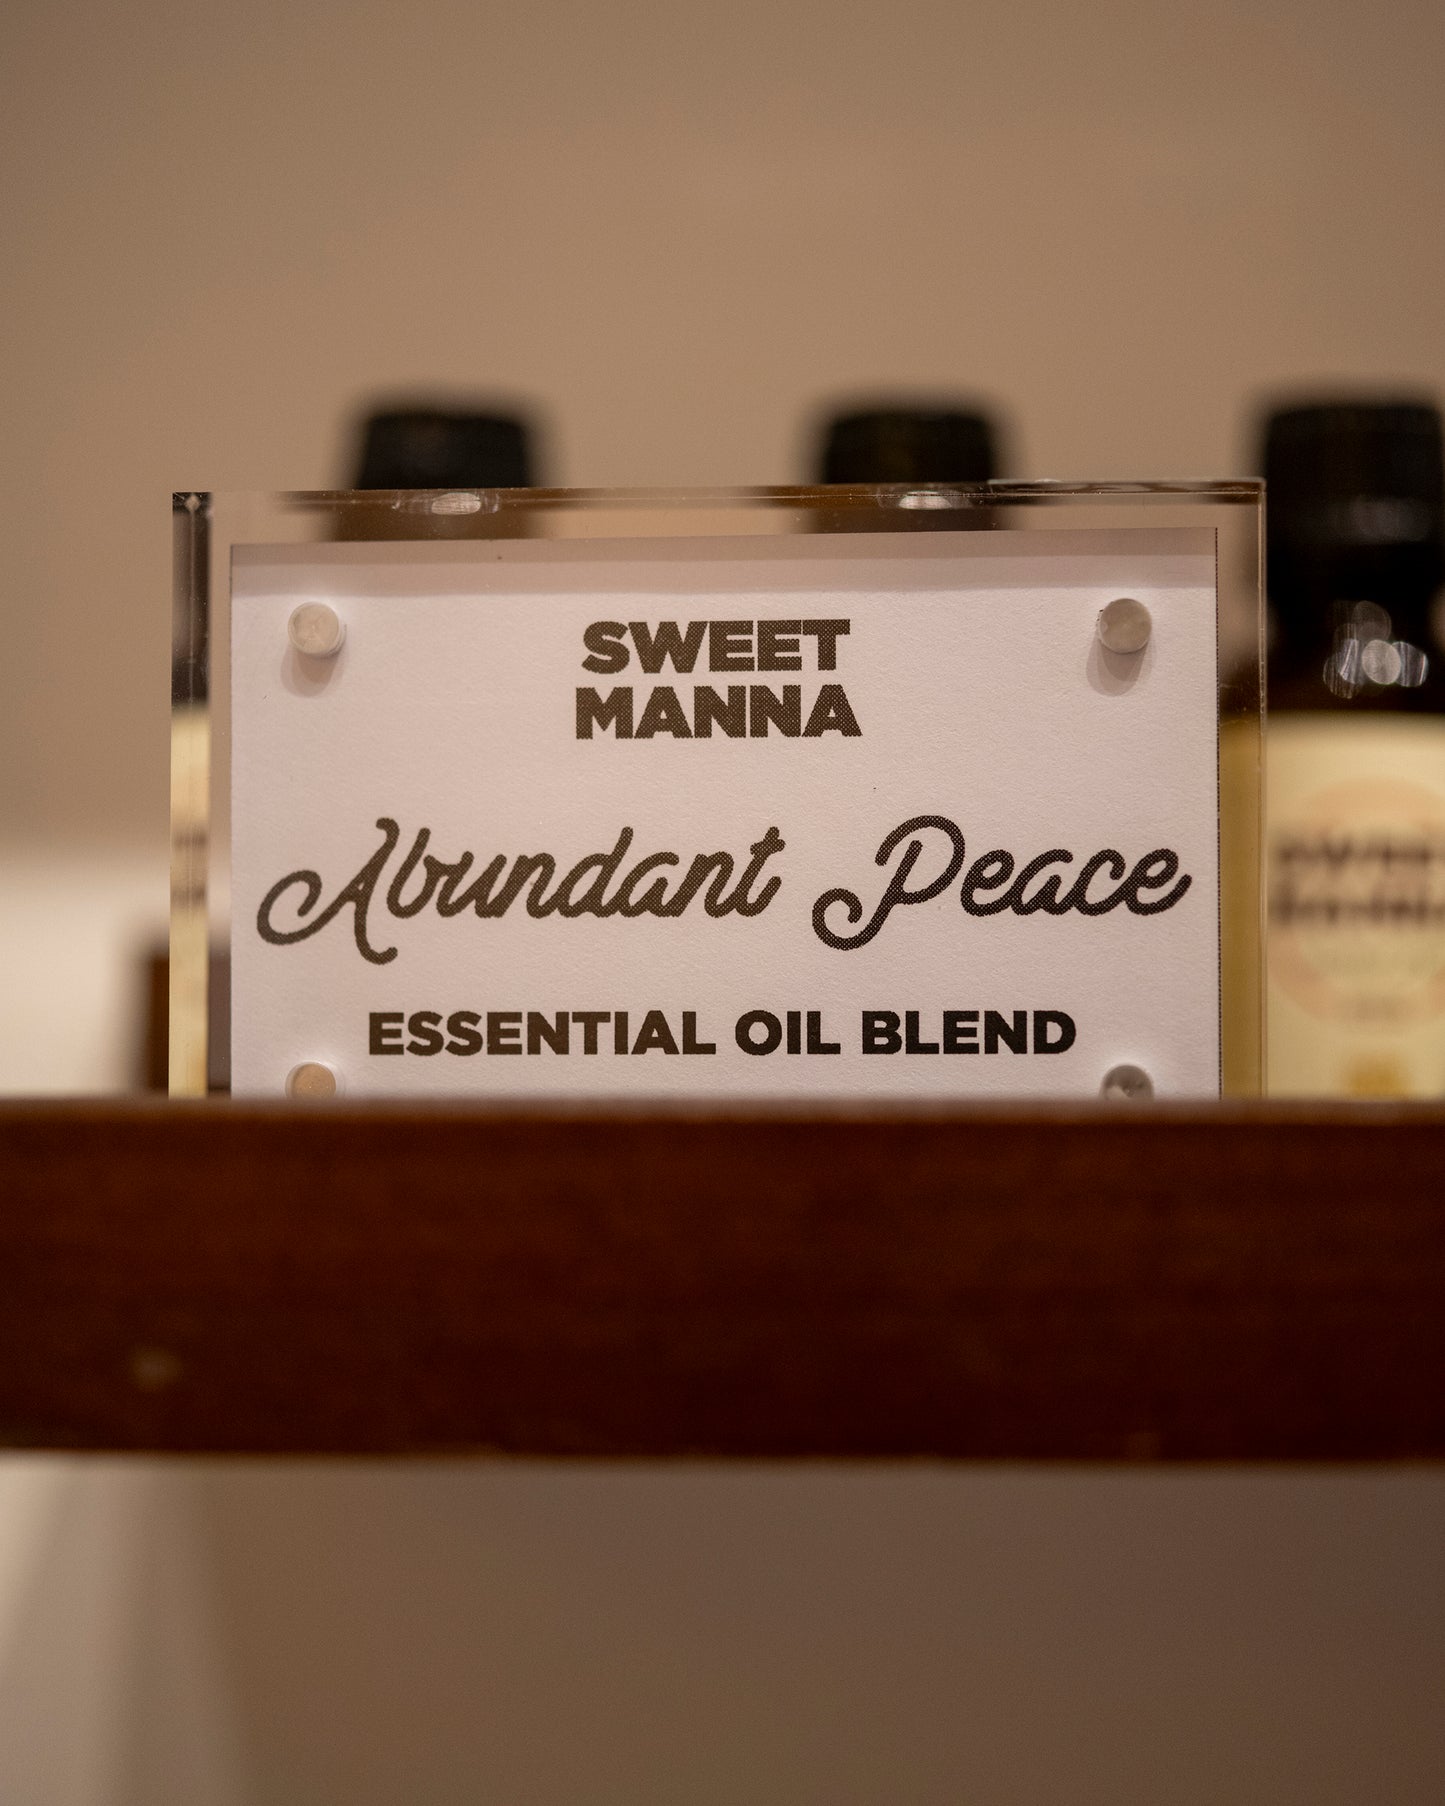 SWEET
MANNA
Abundant Peace
ESSENTIAL OIL BLEND